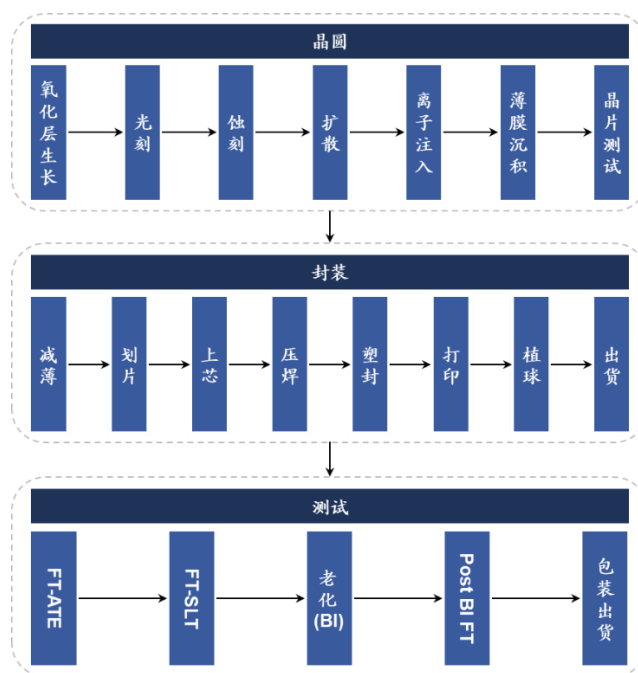 晶圆
氧化层生长
光刻
蚀刻
扩散
离子注入
薄膜沉积
晶片测试
封装
减薄
划片
上芯
压焊
塑封
打印
植球
出货
测试
FT-ATE
FT-SLT
老化(BI)
Post BI FT
包装出货